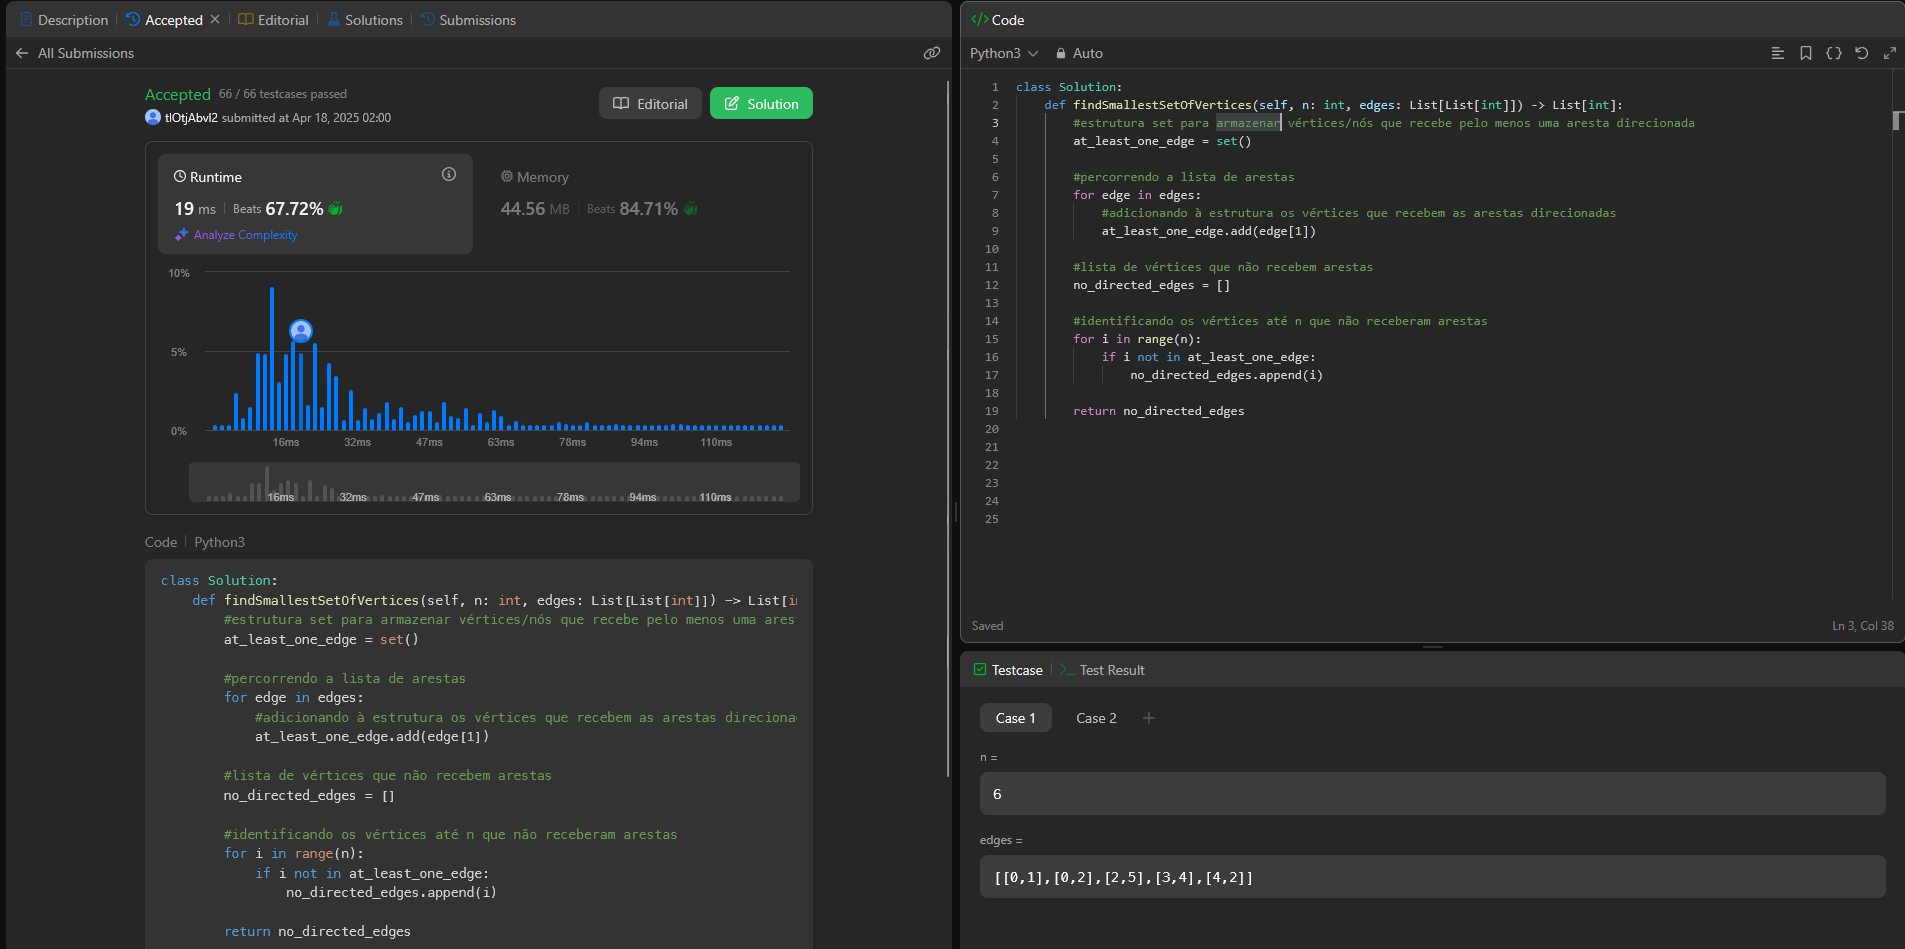 Description
Accepted
Editorial
Solutions
Submissions
All Submissions
Accepted 66 / 66 testcases passed
tlOtjAbvl2 submitted at Apr 18, 2025 02:00
Editorial
Solution
Runtime
19 ms Beats 67.72%
Analyze Complexity
Memory
44.56 MB Beats 84.71%
10%
5%
0%
16ms 32ms 47ms 63ms 78ms 94ms 110ms
16ms 32ms 47ms 63ms 78ms 94ms 110ms
Code Python3
class Solution:
def findSmallestSetOfVertices(self, n: int, edges: List[List[int]]) -> List[in
#estrutura set para armazenar vértices/nós que recebe pelo menos uma ares
at_least_one_edge = set()
#percorrendo a lista de arestas
for edge in edges:
#adicionando à estrutura os vértices que recebem as arestas direciona
at_least_one_edge.add(edge[1])
#lista de vértices que não recebem arestas
no_directed_edges = []
#identificando os vértices até n que não receberam arestas
for i in range(n):
if i not in at_least_one_edge:
no_directed_edges.append(i)
return no_directed_edges
</> Code
Python3 Auto
1 class Solution:
2 def findSmallestSetOfVertices(self, n: int, edges: List[List[int]]) -> List[int]:
3 #estrutura set para armazenar vértices/nós que recebe pelo menos uma aresta direcionada
4 at_least_one_edge = set()
5
6 #percorrendo a lista de arestas
7 for edge in edges:
8 #adicionando à estrutura os vértices que recebem as arestas direcionadas
9 at_least_one_edge.add(edge[1])
10
11 #lista de vértices que não recebem arestas
12 no_directed_edges = []
13
14 #identificando os vértices até n que não receberam arestas
15 for i in range(n):
16 if i not in at_least_one_edge:
17 no_directed_edges.append(i)
18
19 return no_directed_edges
20
21
22
23
24
25
Saved
Ln 3, Col 38
Testcase
Test Result
Case 1 Case 2 +
n =
6
edges =
[[0,1],[0,2],[2,5],[3,4],[4,2]]